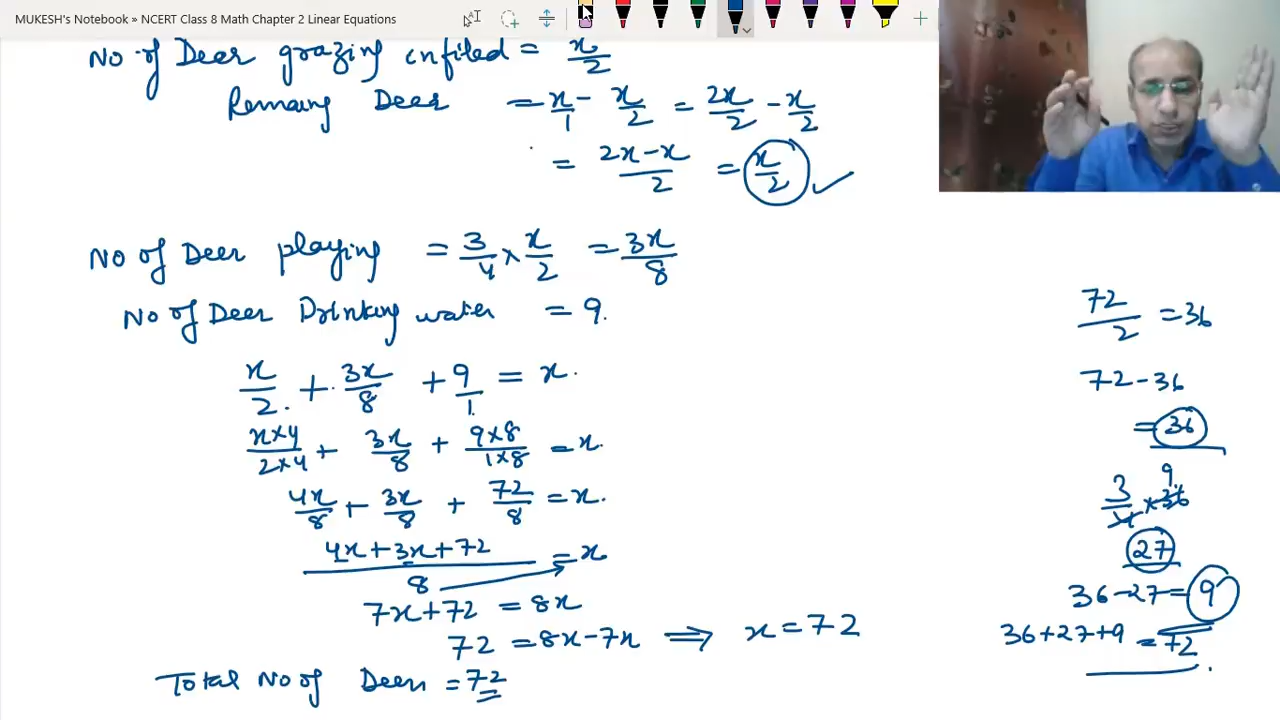 MUKESH's Notebook » NCERT Class 8 Math Chapter 2 Linear Equations
No of Deer grazing in filed = x/2
Remaing Deer = x/1 - x/2 = 2x/2 - x/2
= 2x-x/2 = x/2 ✓
No of Deer playing = 3/4 × x/2 = 3x/8
No of Deer Drinking water = 9.
x/2 + 3x/8 + 9/1 = x.
x×4/2×4 + 3x/8 + 9×8/1×8 = x.
4x/8 + 3x/8 + 72/8 = x.
4x+3x+72/8 = x
7x+72 = 8x
72 = 8x-7x ⇒ x = 72
Total No of Deer = 72
72/2 = 36
72-36
= 36
3/4 × 36 9
27
36-27 = 9
36+27+9 = 72.